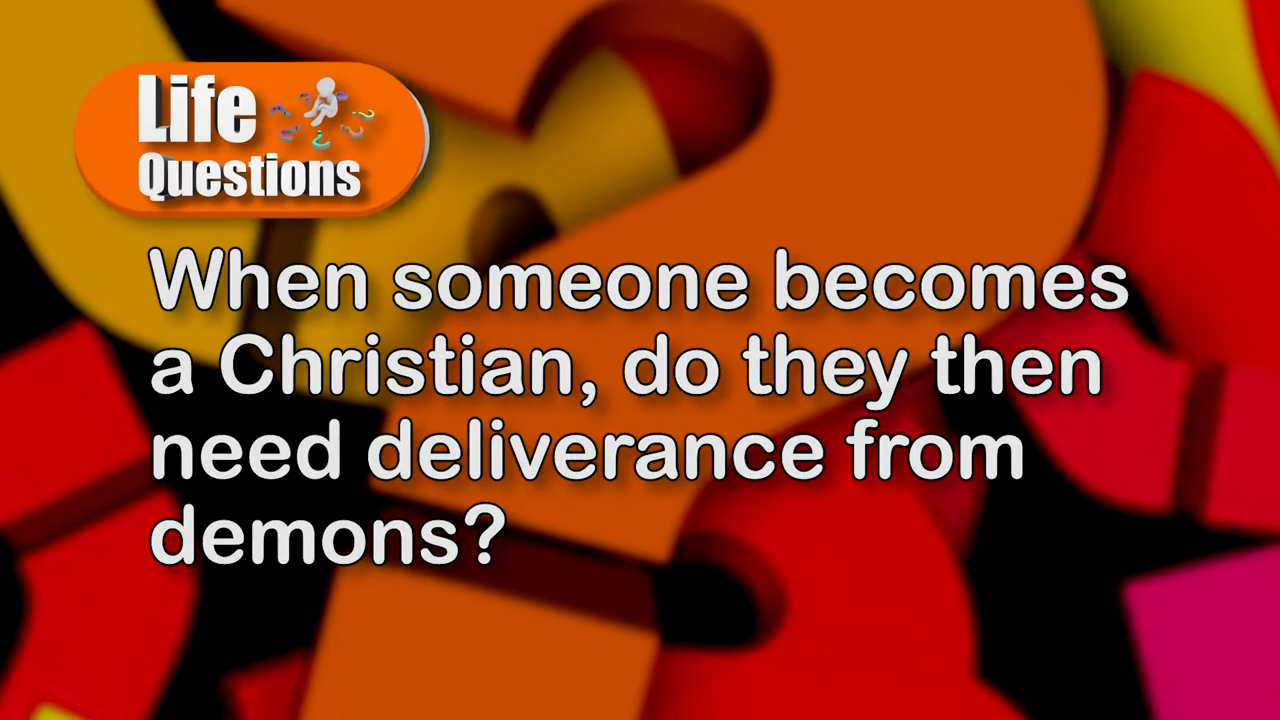 Life
Questions
When someone becomes
a Christian, do they then
need deliverance from
demons?